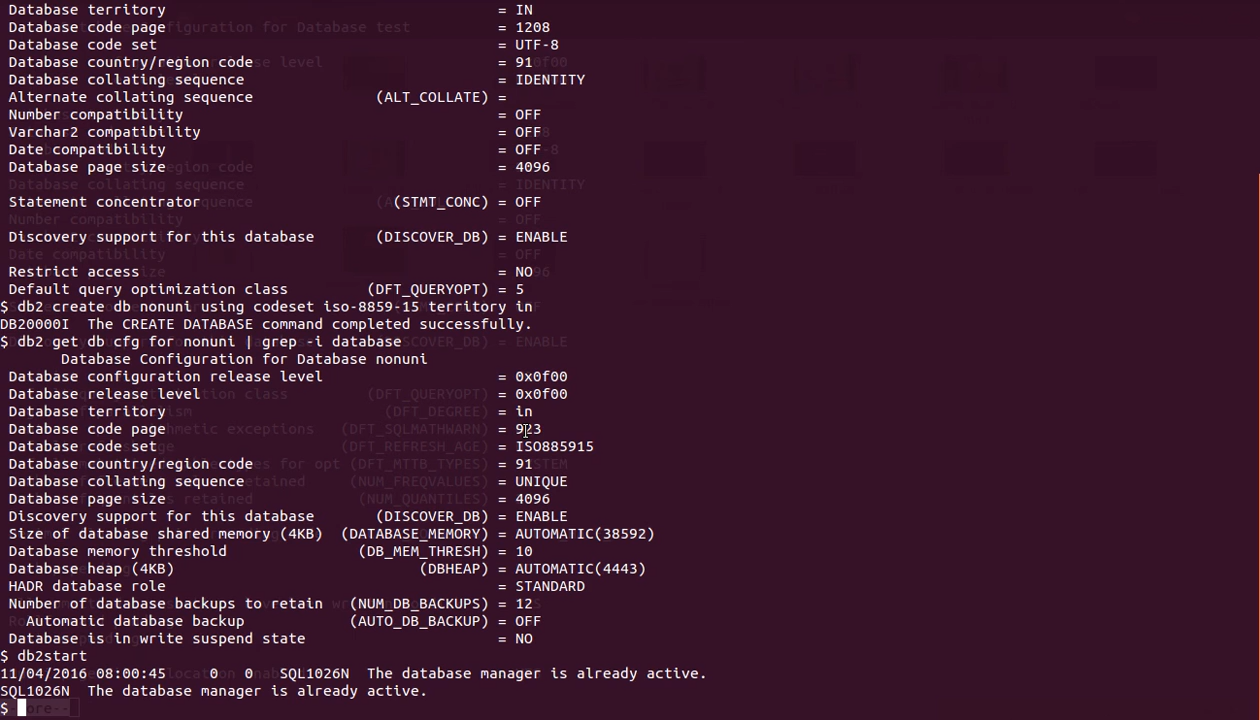 Database territory = IN
Database code page = 1208
Database code set = UTF-8
Database country/region code = 91
Database collating sequence = IDENTITY
Alternate collating sequence (ALT_COLLATE) =
Number compatibility = OFF
Varchar2 compatibility = OFF
Date compatibility = OFF
Database page size = 4096
Statement concentrator (STMT_CONC) = OFF
Discovery support for this database (DISCOVER_DB) = ENABLE
Restrict access = NO
Default query optimization class (DFT_QUERYOPT) = 5
$ db2 create db nonuni using codeset iso-8859-15 territory in
DB20000I  The CREATE DATABASE command completed successfully.
$ db2 get db cfg for nonuni | grep -i database
Database Configuration for Database nonuni
Database configuration release level = 0x0f00
Database release level = 0x0f00
Database territory = in
Database code page = 923
Database code set = ISO885915
Database country/region code = 91
Database collating sequence = UNIQUE
Database page size = 4096
Discovery support for this database (DISCOVER_DB) = ENABLE
Size of database shared memory (4KB) (DATABASE_MEMORY) = AUTOMATIC(38592)
Database memory threshold (DB_MEM_THRESH) = 10
Database heap (4KB) (DBHEAP) = AUTOMATIC(4443)
HADR database role = STANDARD
Number of database backups to retain (NUM_DB_BACKUPS) = 12
Automatic database backup (AUTO_DB_BACKUP) = OFF
Database is in write suspend state = NO
$ db2start
11/04/2016 08:00:45 0 0 SQL1026N The database manager is already active.
SQL1026N  The database manager is already active.
$